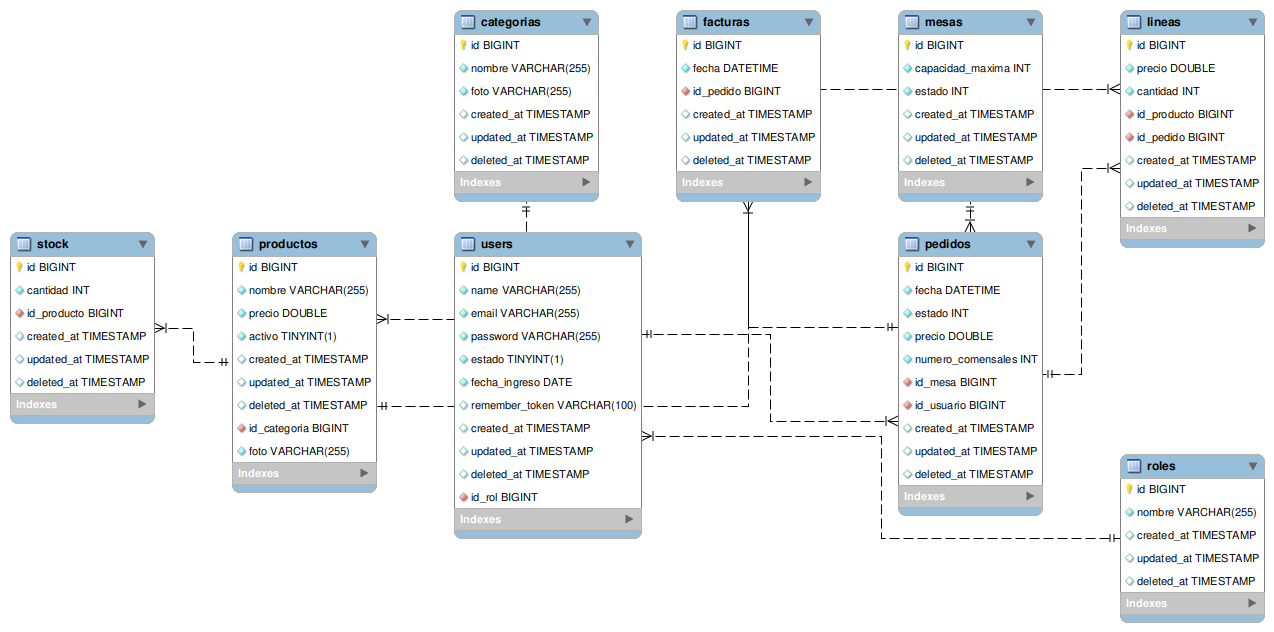 categorias
id BIGINT
nombre VARCHAR(255)
foto VARCHAR(255)
created_at TIMESTAMP
updated_at TIMESTAMP
deleted_at TIMESTAMP
Indexes
facturas
id BIGINT
fecha DATETIME
id_pedido BIGINT
created_at TIMESTAMP
updated_at TIMESTAMP
deleted_at TIMESTAMP
Indexes
mesas
id BIGINT
capacidad_maxima INT
estado INT
created_at TIMESTAMP
updated_at TIMESTAMP
deleted_at TIMESTAMP
Indexes
lineas
id BIGINT
precio DOUBLE
cantidad INT
id_producto BIGINT
id_pedido BIGINT
created_at TIMESTAMP
updated_at TIMESTAMP
deleted_at TIMESTAMP
Indexes
stock
id BIGINT
cantidad INT
id_producto BIGINT
created_at TIMESTAMP
updated_at TIMESTAMP
deleted_at TIMESTAMP
Indexes
productos
id BIGINT
nombre VARCHAR(255)
precio DOUBLE
activo TINYINT(1)
created_at TIMESTAMP
updated_at TIMESTAMP
deleted_at TIMESTAMP
id_categoria BIGINT
foto VARCHAR(255)
Indexes
users
id BIGINT
name VARCHAR(255)
email VARCHAR(255)
password VARCHAR(255)
estado TINYINT(1)
fecha_ingreso DATE
remember_token VARCHAR(100)
created_at TIMESTAMP
updated_at TIMESTAMP
deleted_at TIMESTAMP
id_rol BIGINT
Indexes
pedidos
id BIGINT
fecha DATETIME
estado INT
precio DOUBLE
numero_comensales INT
id_mesa BIGINT
id_usuario BIGINT
created_at TIMESTAMP
updated_at TIMESTAMP
deleted_at TIMESTAMP
Indexes
roles
id BIGINT
nombre VARCHAR(255)
created_at TIMESTAMP
updated_at TIMESTAMP
deleted_at TIMESTAMP
Indexes